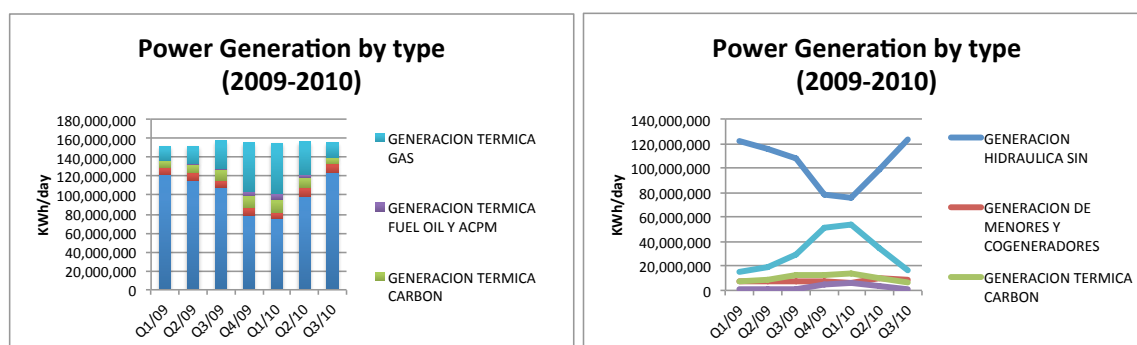 Power Generation by type
(2009-2010)
180,000,000
160,000,000
140,000,000
120,000,000
100,000,000
80,000,000
60,000,000
40,000,000
20,000,000
0
KWh/day
Q1/09
Q2/09
Q3/09
Q4/09
Q1/10
Q2/10
Q3/10
GENERACION TERMICA
GAS
GENERACION TERMICA
FUEL OIL Y ACPM
GENERACION TERMICA
CARBON
Power Generation by type
(2009-2010)
140,000,000
120,000,000
100,000,000
80,000,000
60,000,000
40,000,000
20,000,000
0
KWh/day
Q1/09
Q2/09
Q3/09
Q4/09
Q1/10
Q2/10
Q3/10
GENERACION
HIDRAULICA SIN
GENERACION DE
MENORES Y
COGENERADORES
GENERACION TERMICA
CARBON